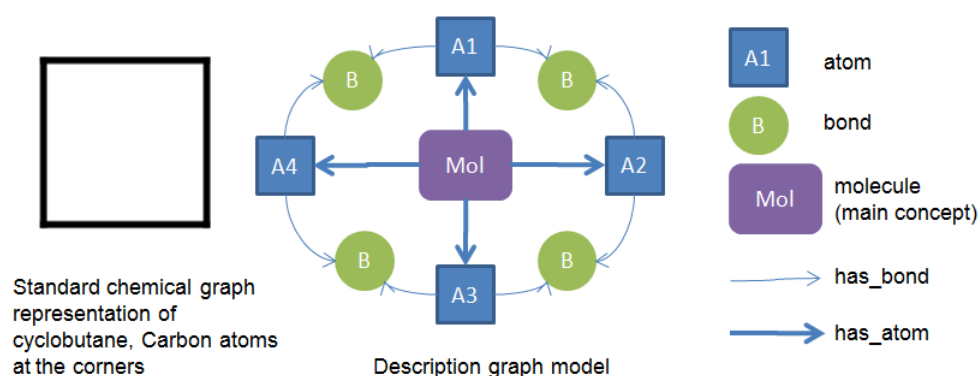 A1
B
B
A4
Mol
A2
B
B
A3
Standard chemical graph
representation of
cyclobutane, Carbon atoms
at the corners
Description graph model
A1
atom
B
bond
Mol
molecule
(main concept)
has_bond
has_atom